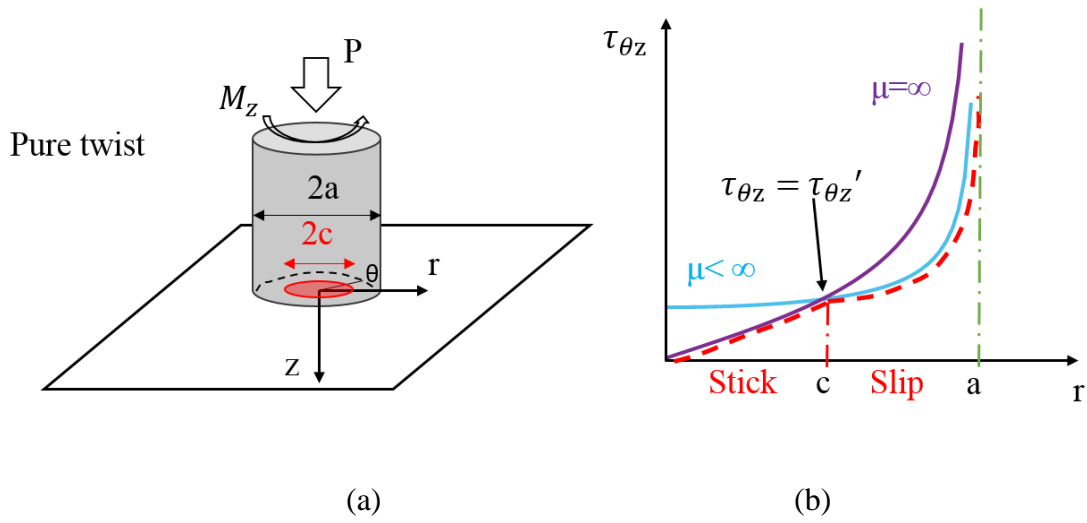 P
M_z
Pure twist
2a
2c
θ
r
z
(a)
τ_θz
μ=∞
τ_θz = τ_θz′
μ< ∞
Stick c Slip a r
(b)